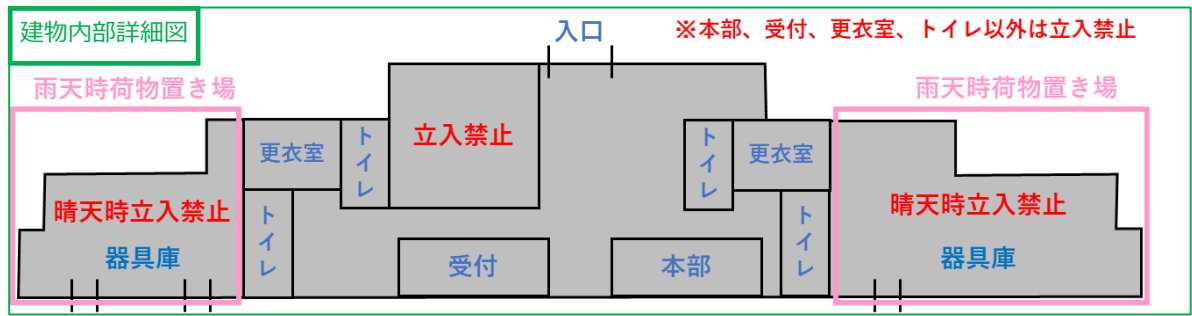 建物内部詳細図
入口
※本部、受付、更衣室、トイレ以外は立入禁止
雨天時荷物置き場
雨天時荷物置き場
更衣室
トイレ
立入禁止
トイレ
更衣室
晴天時立入禁止
器具庫
トイレ
受付
本部
トイレ
晴天時立入禁止
器具庫